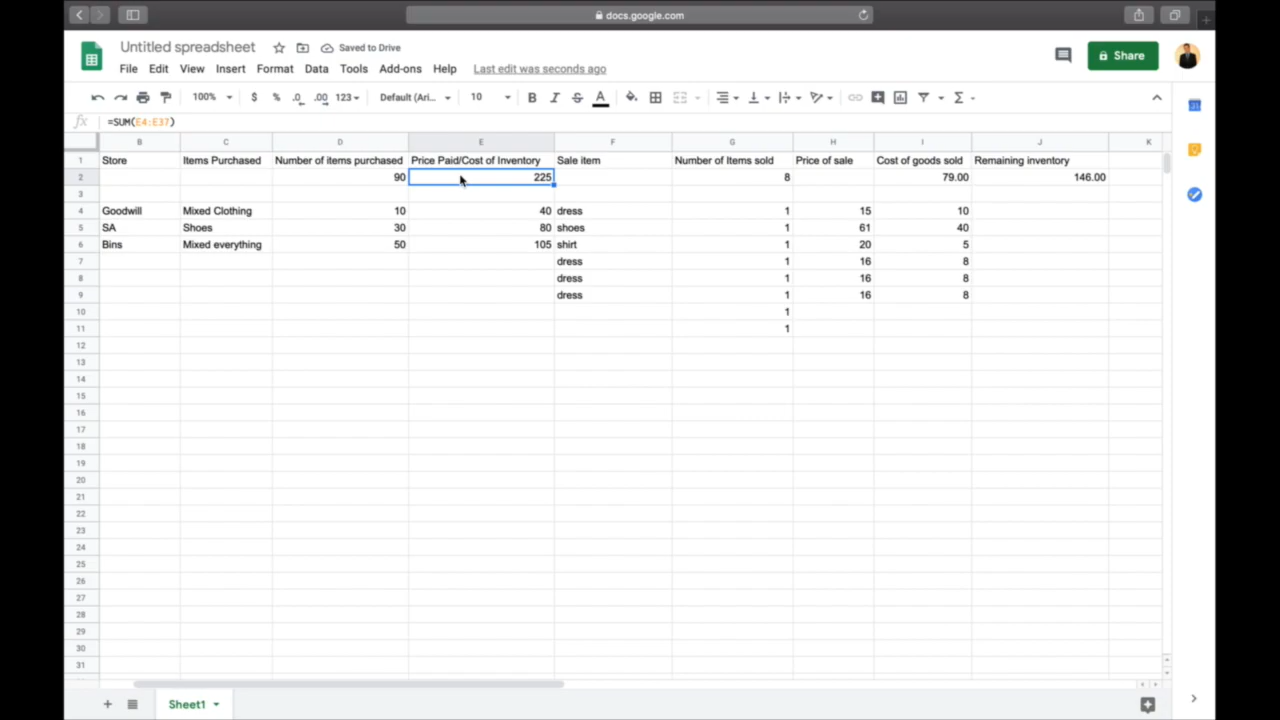 docs.google.com
Untitled spreadsheet Saved to Drive
File Edit View Insert Format Data Tools Add-ons Help Last edit was seconds ago
Share
100% $ % .0 .00 123 Default (Ari... 10 B I S A Σ
fx =SUM(E4:E37)
B C D E F G H I J K
1 Store Items Purchased Number of items purchased Price Paid/Cost of Inventory Sale item Number of Items sold Price of sale Cost of goods sold Remaining inventory
2 90 225 8 79.00 146.00
3
4 Goodwill Mixed Clothing 10 40 dress 1 15 10
5 SA Shoes 30 80 shoes 1 61 40
6 Bins Mixed everything 50 105 shirt 1 20 5
7 dress 1 16 8
8 dress 1 16 8
9 dress 1 16 8
10 1
11 1
12
13
14
15
16
17
18
19
20
21
22
23
24
25
26
27
28
29
30
31
Sheet1